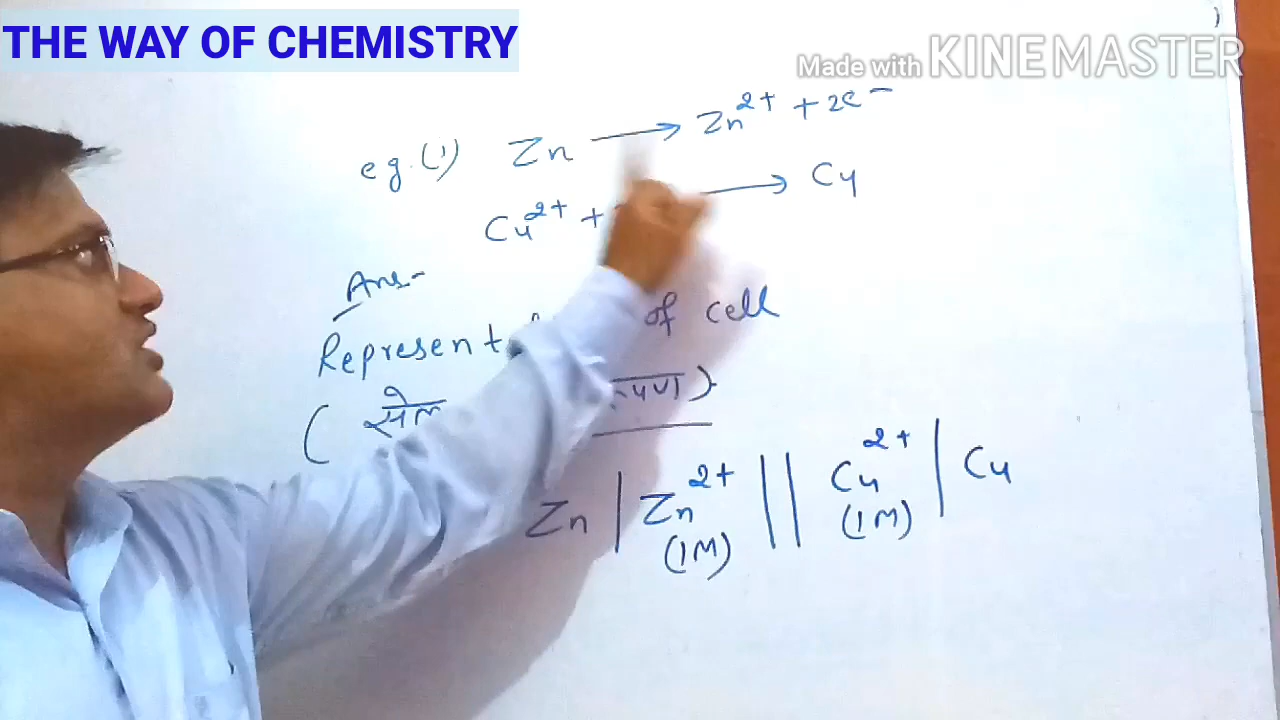 THE WAY OF CHEMISTRY
Made with KINEMASTER
eg.(1) Zn → Zn²⁺ + 2e⁻
Cu²⁺ + → Cu
Ans-
of cell
(
Zn | Zn²⁺ || Cu²⁺ | Cu
(1M) (1M)